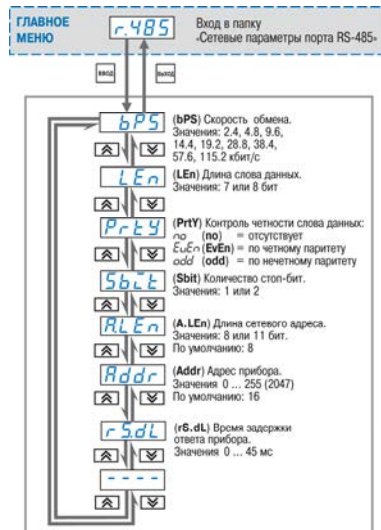 ГЛАВНОЕ
МЕНЮ
r.485
Вход в папку
«Сетевые параметры порта RS-485»
ВВОД
ВЫХОД
bPS
(bPS) Скорость обмена.
Значения: 2.4, 4.8, 9.6,
14.4, 19.2, 28.8, 38.4,
57.6, 115.2 кбит/с
LEn
(LEn) Длина слова данных.
Значения: 7 или 8 бит
PrtY
(PrtY) Контроль четности слова данных:
no (no) = отсутствует
EvEn (EvEn) = по четному паритету
odd (odd) = по нечетному паритету
Sbit
(Sbit) Количество стоп-бит.
Значения: 1 или 2
A.LEn
(A.LEn) Длина сетевого адреса.
Значения: 8 или 11 бит.
По умолчанию: 8
Addr
(Addr) Адрес прибора.
Значения 0 ... 255 (2047)
По умолчанию: 16
rS.dL
(rS.dL) Время задержки
ответа прибора.
Значения 0 ... 45 мс
- - - -